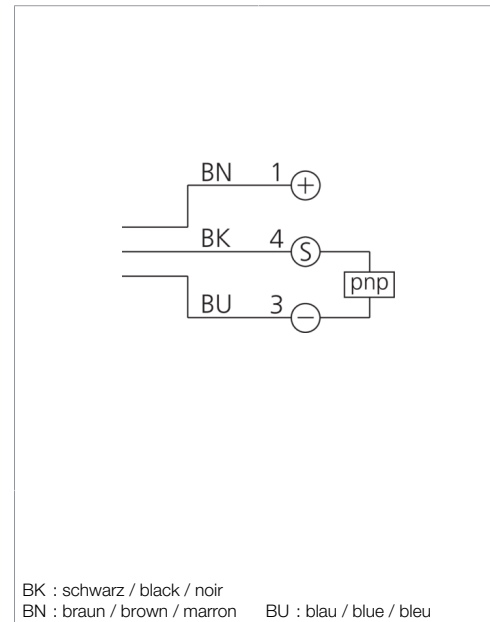 BN 1 +
BK 4 S
pnp
BU 3 −
BK : schwarz / black / noir
BN : braun / brown / marron BU : blau / blue / bleu